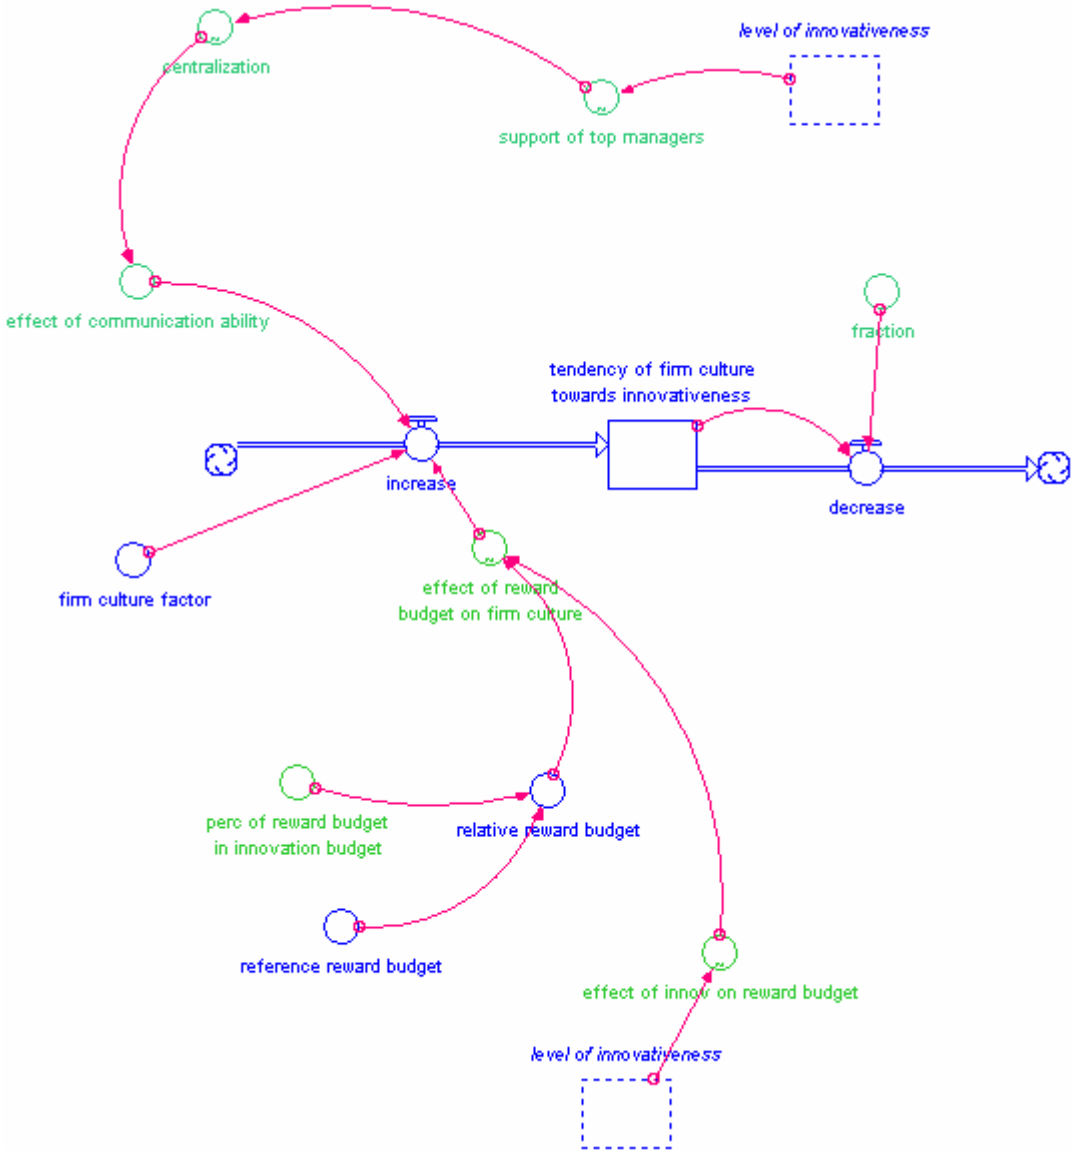 level of innovativeness
centralization
support of top managers
effect of communication ability
fraction
tendency of firm culture
towards innovativeness
increase
decrease
firm culture factor
effect of reward
budget on firm culture
perc of reward budget
in innovation budget
relative reward budget
reference reward budget
effect of innov on reward budget
level of innovativeness